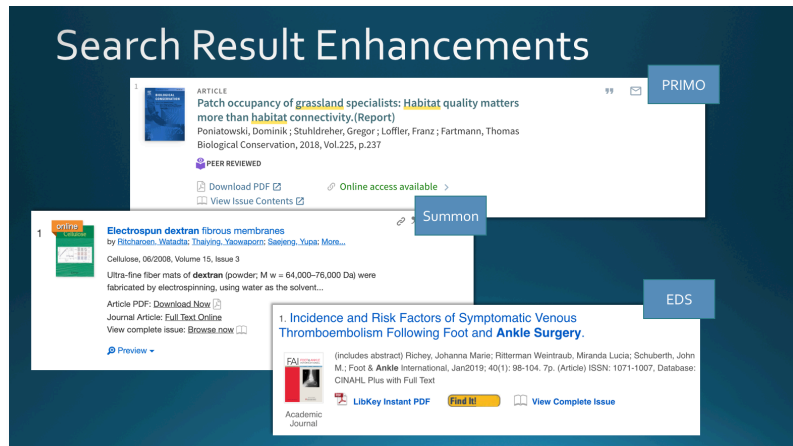 Search Result Enhancements
PRIMO
1
BIOLOGICAL CONSERVATION
ARTICLE
Patch occupancy of grassland specialists: Habitat quality matters
more than habitat connectivity.(Report)
Poniatowski, Dominik ; Stuhldreher, Gregor ; Loffler, Franz ; Fartmann, Thomas
Biological Conservation, 2018, Vol.225, p.237
PEER REVIEWED
Download PDF
Online access available >
View Issue Contents
Summon
1
online
Cellulose
Electrospun dextran fibrous membranes
by Ritcharoen, Watadta; Thaiying, Yaowaporn; Saejeng, Yupa; More...
Cellulose, 06/2008, Volume 15, Issue 3
Ultra-fine fiber mats of dextran (powder; M w = 64,000–76,000 Da) were
fabricated by electrospinning, using water as the solvent...
Article PDF: Download Now
Journal Article: Full Text Online
View complete issue: Browse now
Preview
EDS
1. Incidence and Risk Factors of Symptomatic Venous
Thromboembolism Following Foot and Ankle Surgery.
FAI
(includes abstract) Richey, Johanna Marie; Ritterman Weintraub, Miranda Lucia; Schuberth, John
M.; Foot & Ankle International, Jan2019; 40(1): 98-104. 7p. (Article) ISSN: 1071-1007, Database:
CINAHL Plus with Full Text
Academic
Journal
LibKey Instant PDF
Find It!
View Complete Issue